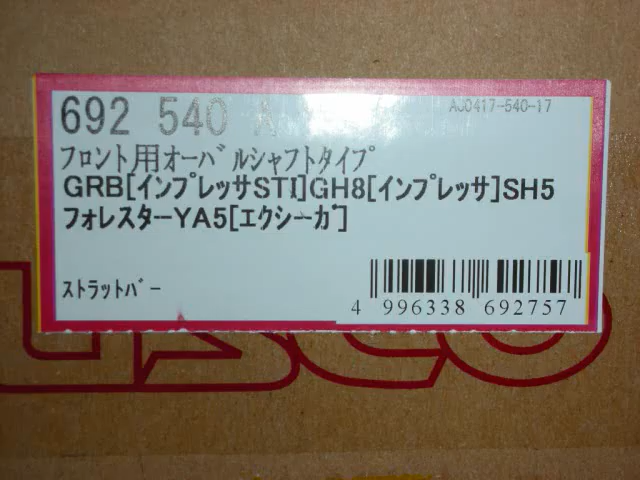 692 540 A
AJ0417-540-17
フロント用オーバルシャフトタイプ
GRB[インプレッサSTI]GH8[インプレッサ]SH5
フォレスターYA5[エクシーガ]
ストラットバー
4 996338 692757